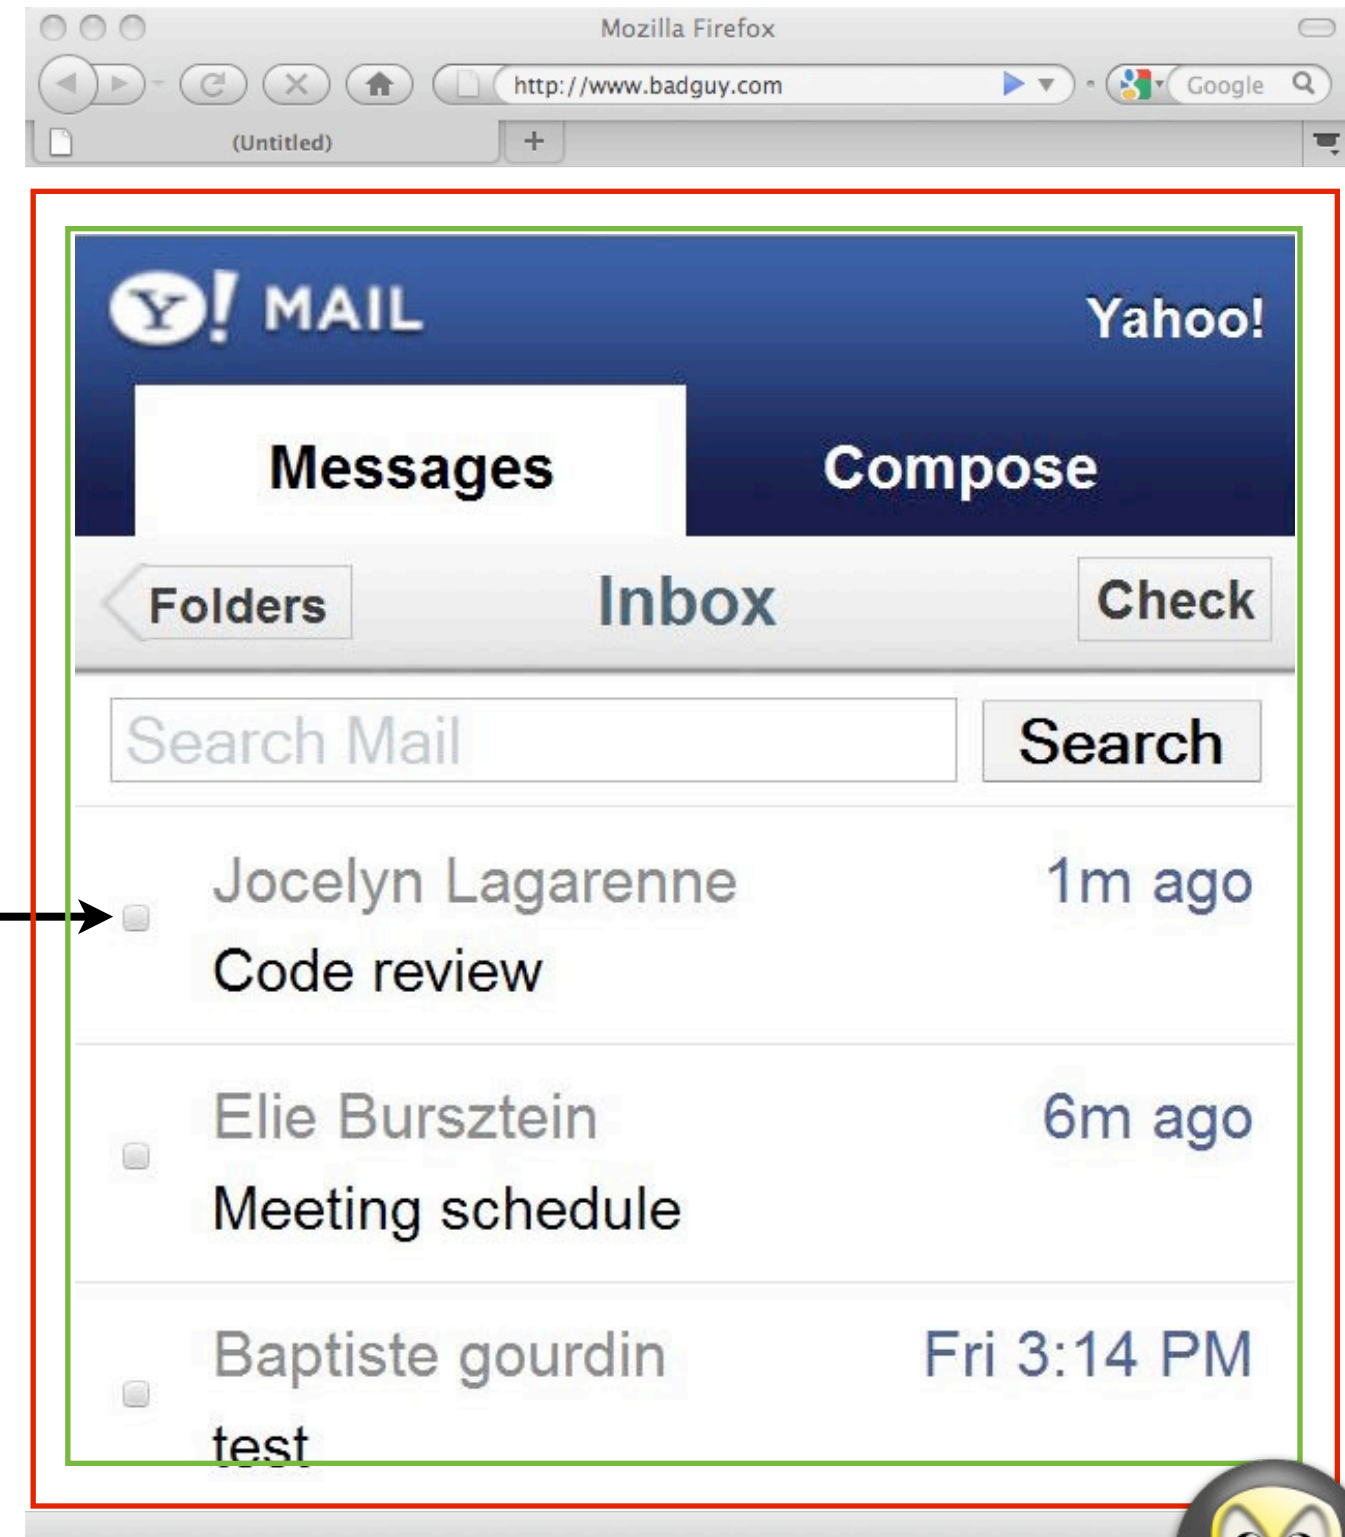 Mozilla Firefox
http://www.badguy.com
Google
(Untitled)
Y! MAIL
Yahoo!
Messages
Compose
Folders
Inbox
Check
Search Mail
Search
Jocelyn Lagarenne
1m ago
Code review
Elie Bursztein
6m ago
Meeting schedule
Baptiste gourdin
Fri 3:14 PM
test